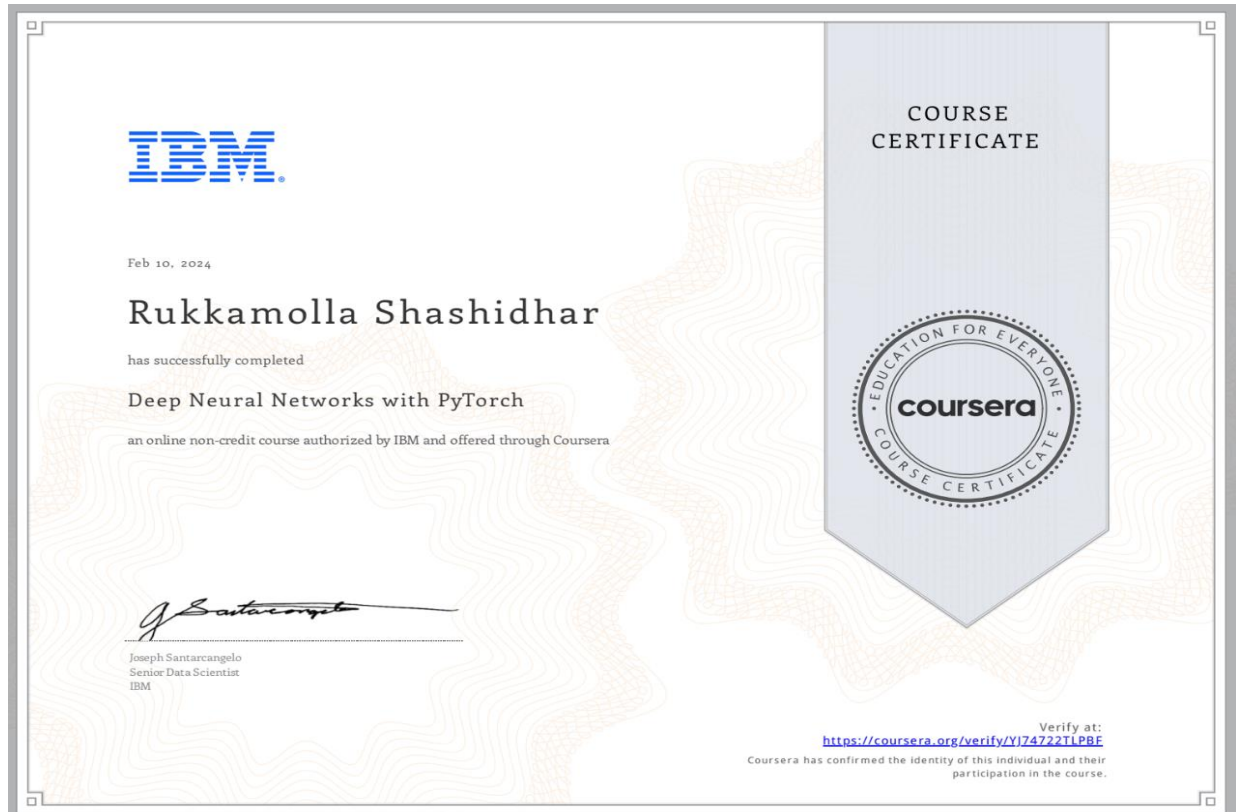 IBM®
COURSE
CERTIFICATE
Feb 10, 2024
Rukkamolla Shashidhar
has successfully completed
Deep Neural Networks with PyTorch
an online non-credit course authorized by IBM and offered through Coursera
EDUCATION FOR EVERYONE
coursera
COURSE CERTIFICATE
Joseph Santarcangelo
Senior Data Scientist
IBM
Verify at:
https://coursera.org/verify/YJ74722TLPBF
Coursera has confirmed the identity of this individual and their
participation in the course.